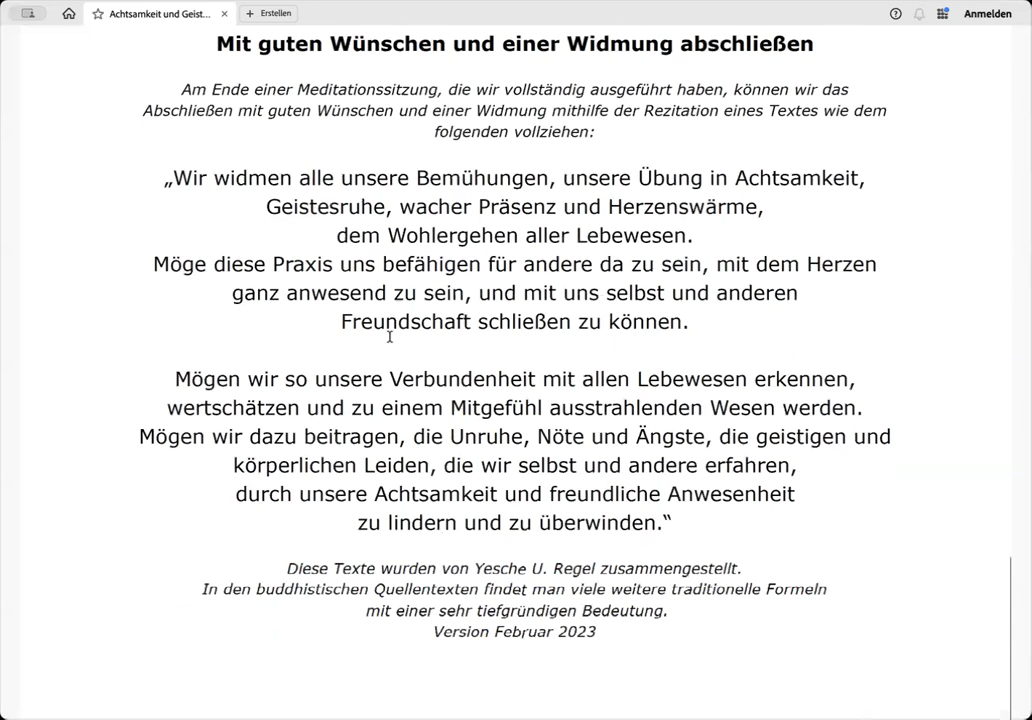 Achtsamkeit und Geist...
Erstellen
Anmelden
Mit guten Wünschen und einer Widmung abschließen
Am Ende einer Meditationssitzung, die wir vollständig ausgeführt haben, können wir das
Abschließen mit guten Wünschen und einer Widmung mithilfe der Rezitation eines Textes wie dem
folgenden vollziehen:
„Wir widmen alle unsere Bemühungen, unsere Übung in Achtsamkeit,
Geistesruhe, wacher Präsenz und Herzenswärme,
dem Wohlergehen aller Lebewesen.
Möge diese Praxis uns befähigen für andere da zu sein, mit dem Herzen
ganz anwesend zu sein, und mit uns selbst und anderen
Freundschaft schließen zu können.
Mögen wir so unsere Verbundenheit mit allen Lebewesen erkennen,
wertschätzen und zu einem Mitgefühl ausstrahlenden Wesen werden.
Mögen wir dazu beitragen, die Unruhe, Nöte und Ängste, die geistigen und
körperlichen Leiden, die wir selbst und andere erfahren,
durch unsere Achtsamkeit und freundliche Anwesenheit
zu lindern und zu überwinden.“
Diese Texte wurden von Yesche U. Regel zusammengestellt.
In den buddhistischen Quellentexten findet man viele weitere traditionelle Formeln
mit einer sehr tiefgründigen Bedeutung.
Version Februar 2023